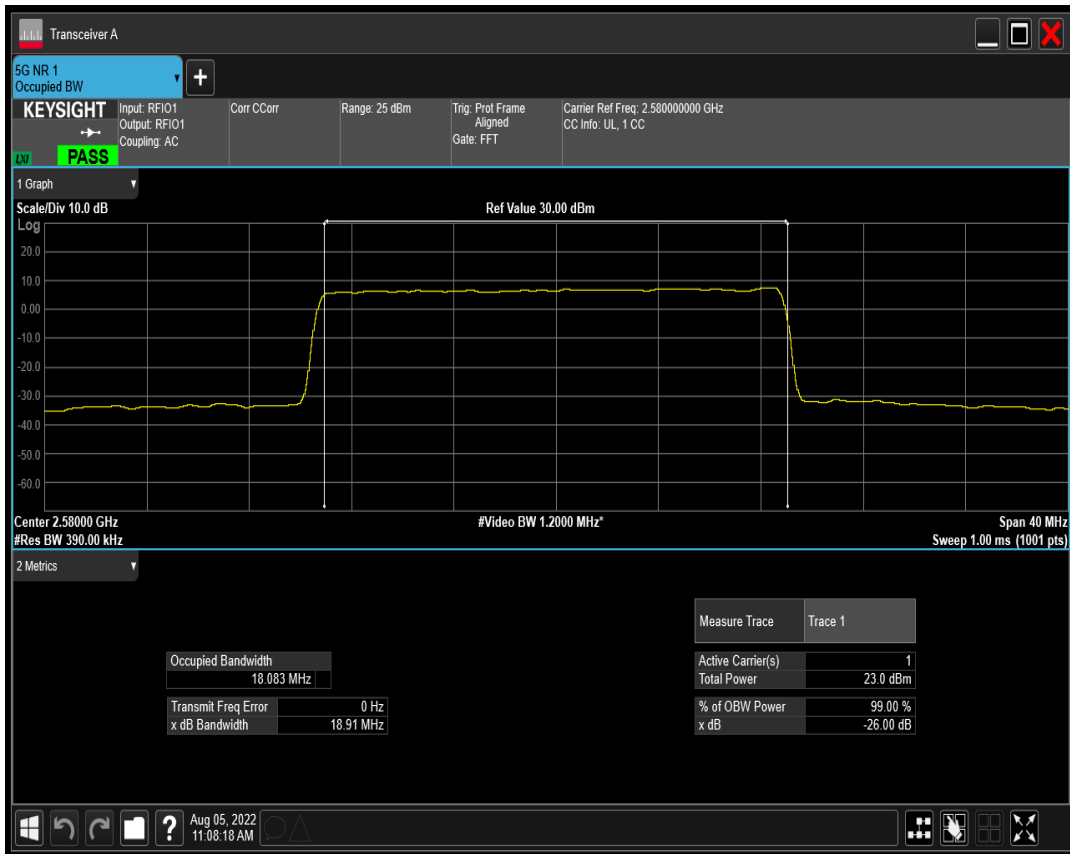 Transceiver A
5G NR 1
Occupied BW
+
KEYSIGHT
LXI
PASS
Input: RFIO1
Output: RFIO1
Coupling: AC
Corr CCorr
Range: 25 dBm
Trig: Prot Frame
Aligned
Gate: FFT
Carrier Ref Freq: 2.580000000 GHz
CC Info: UL, 1 CC
1 Graph
Scale/Div 10.0 dB
Ref Value 30.00 dBm
Log
20.0
10.0
0.00
-10.0
-20.0
-30.0
-40.0
-50.0
-60.0
Center 2.58000 GHz
#Video BW 1.2000 MHz*
Span 40 MHz
#Res BW 390.00 kHz
Sweep 1.00 ms (1001 pts)
2 Metrics
Measure Trace Trace 1
Occupied Bandwidth
18.083 MHz
Active Carrier(s) 1
Total Power 23.0 dBm
Transmit Freq Error 0 Hz
x dB Bandwidth 18.91 MHz
% of OBW Power 99.00 %
x dB -26.00 dB
?
Aug 05, 2022
11:08:18 AM